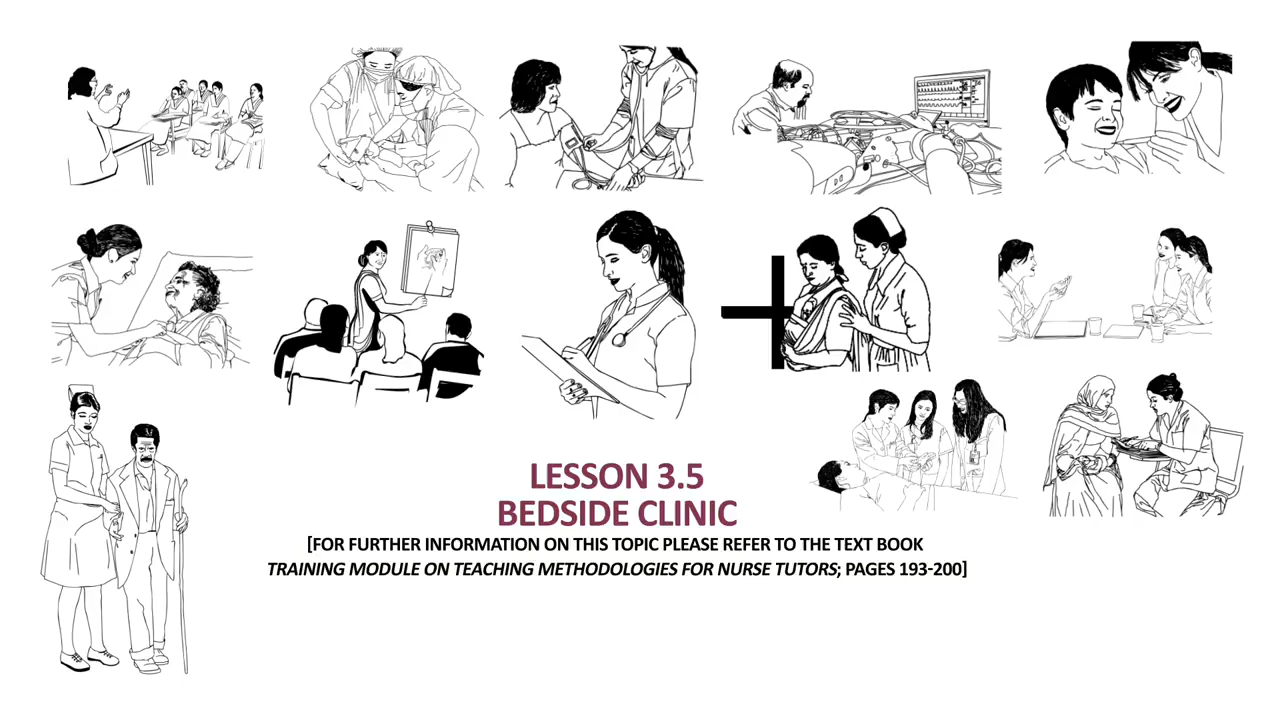 LESSON 3.5
BEDSIDE CLINIC
[FOR FURTHER INFORMATION ON THIS TOPIC PLEASE REFER TO THE TEXT BOOK
TRAINING MODULE ON TEACHING METHODOLOGIES FOR NURSE TUTORS; PAGES 193-200]